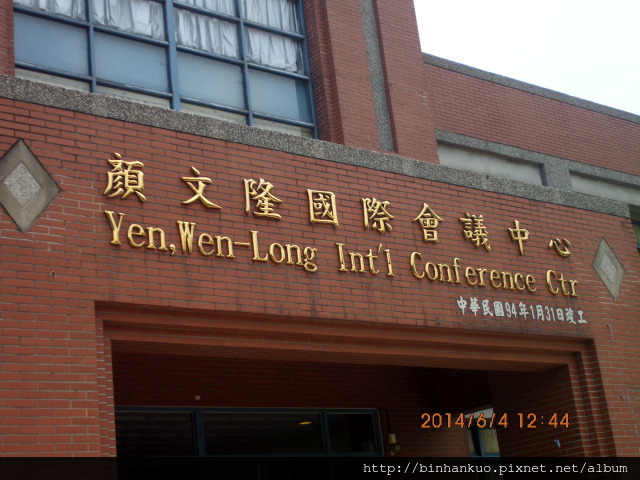 顏文隆國際會議中心
Yen,Wen-Long Int'l Conference Ctr
中華民國94年1月31日竣工
2014/6/4 12:44
http://binhankuo.pixnet.net/album